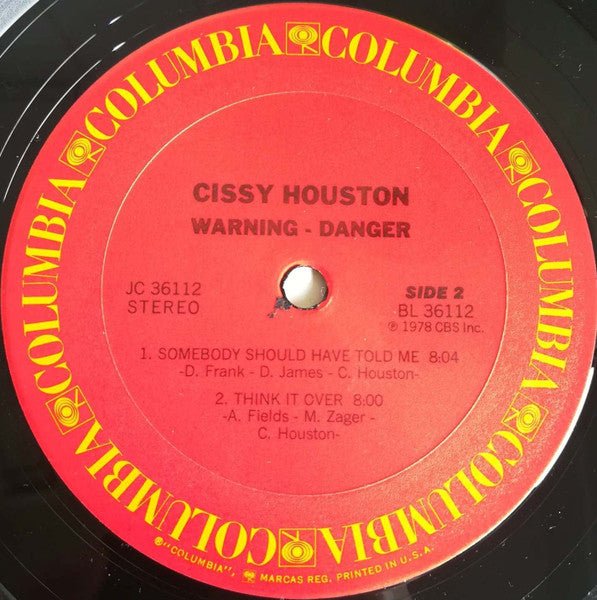 COLUMBIA COLUMBIA COLUMBIA COLUMBIA COLUMBIA COLUMBIA COLUMBIA
CISSY HOUSTON
WARNING - DANGER
JC 36112
STEREO
SIDE 2
BL 36112
℗ 1978 CBS Inc.
1. SOMEBODY SHOULD HAVE TOLD ME 8:04
-D. Frank - D. James - C. Houston-
2. THINK IT OVER 8:00
-A. Fields - M. Zager -
C. Houston-
®"COLUMBIA", MARCAS REG. PRINTED IN U.S.A.